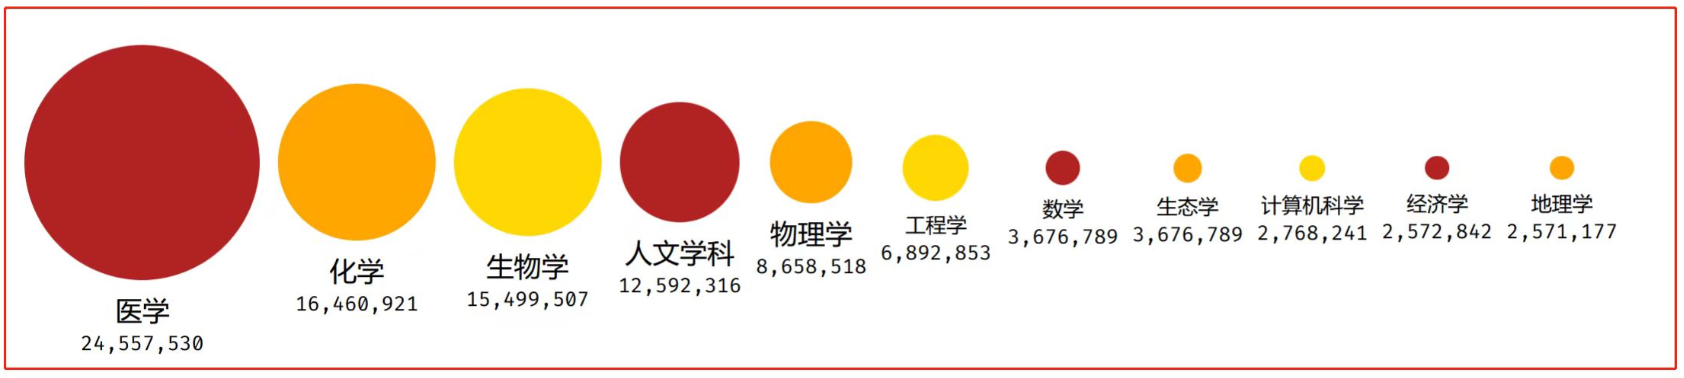 医学
24,557,530
化学
16,460,921
生物学
15,499,507
人文学科
12,592,316
物理学
8,658,518
工程学
6,892,853
数学
3,676,789
生态学
3,676,789
计算机科学
2,768,241
经济学
2,572,842
地理学
2,571,177